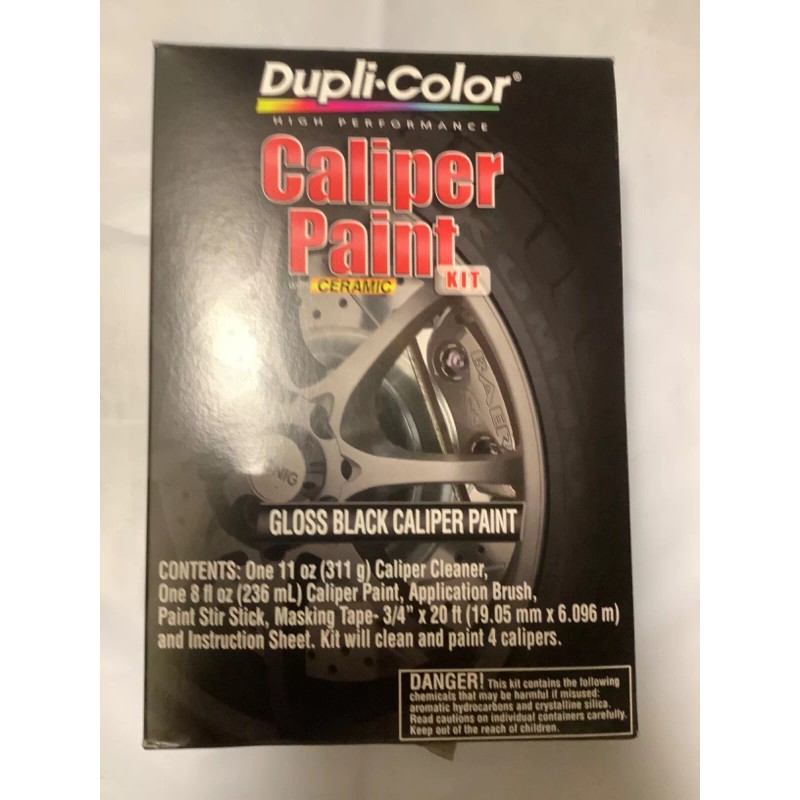 Dupli-Color®
HIGH PERFORMANCE
Caliper
Paint
KIT
WITH CERAMIC
BAER
GLOSS BLACK CALIPER PAINT
CONTENTS: One 11 oz (311 g) Caliper Cleaner,
One 8 fl oz (236 mL) Caliper Paint, Application Brush,
Paint Stir Stick, Masking Tape- 3/4" x 20 ft (19.05 mm x 6.096 m)
and Instruction Sheet. Kit will clean and paint 4 calipers.
DANGER! This kit contains the following
chemicals that may be harmful if misused:
aromatic hydrocarbons and crystalline silica.
Read cautions on individual containers carefully.
Keep out of the reach of children.